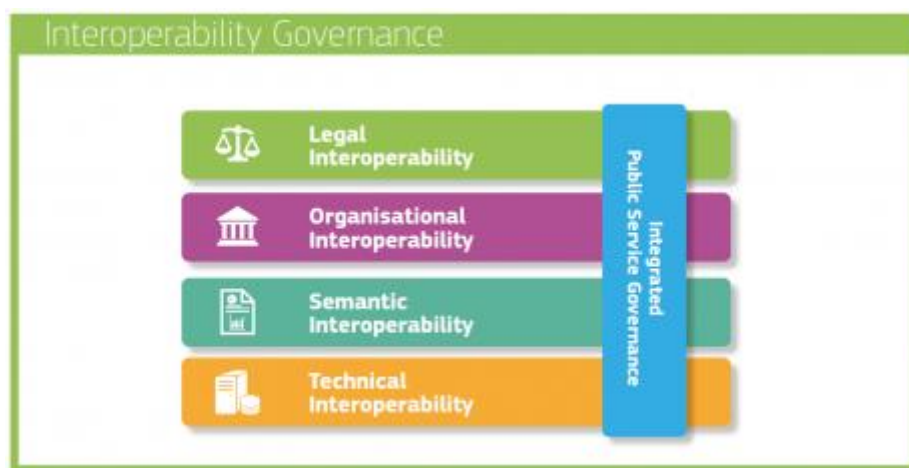 Interoperability Governance
Legal
Interoperability
Organisational
Interoperability
Semantic
Interoperability
Technical
Interoperability
Integrated
Public Service Governance